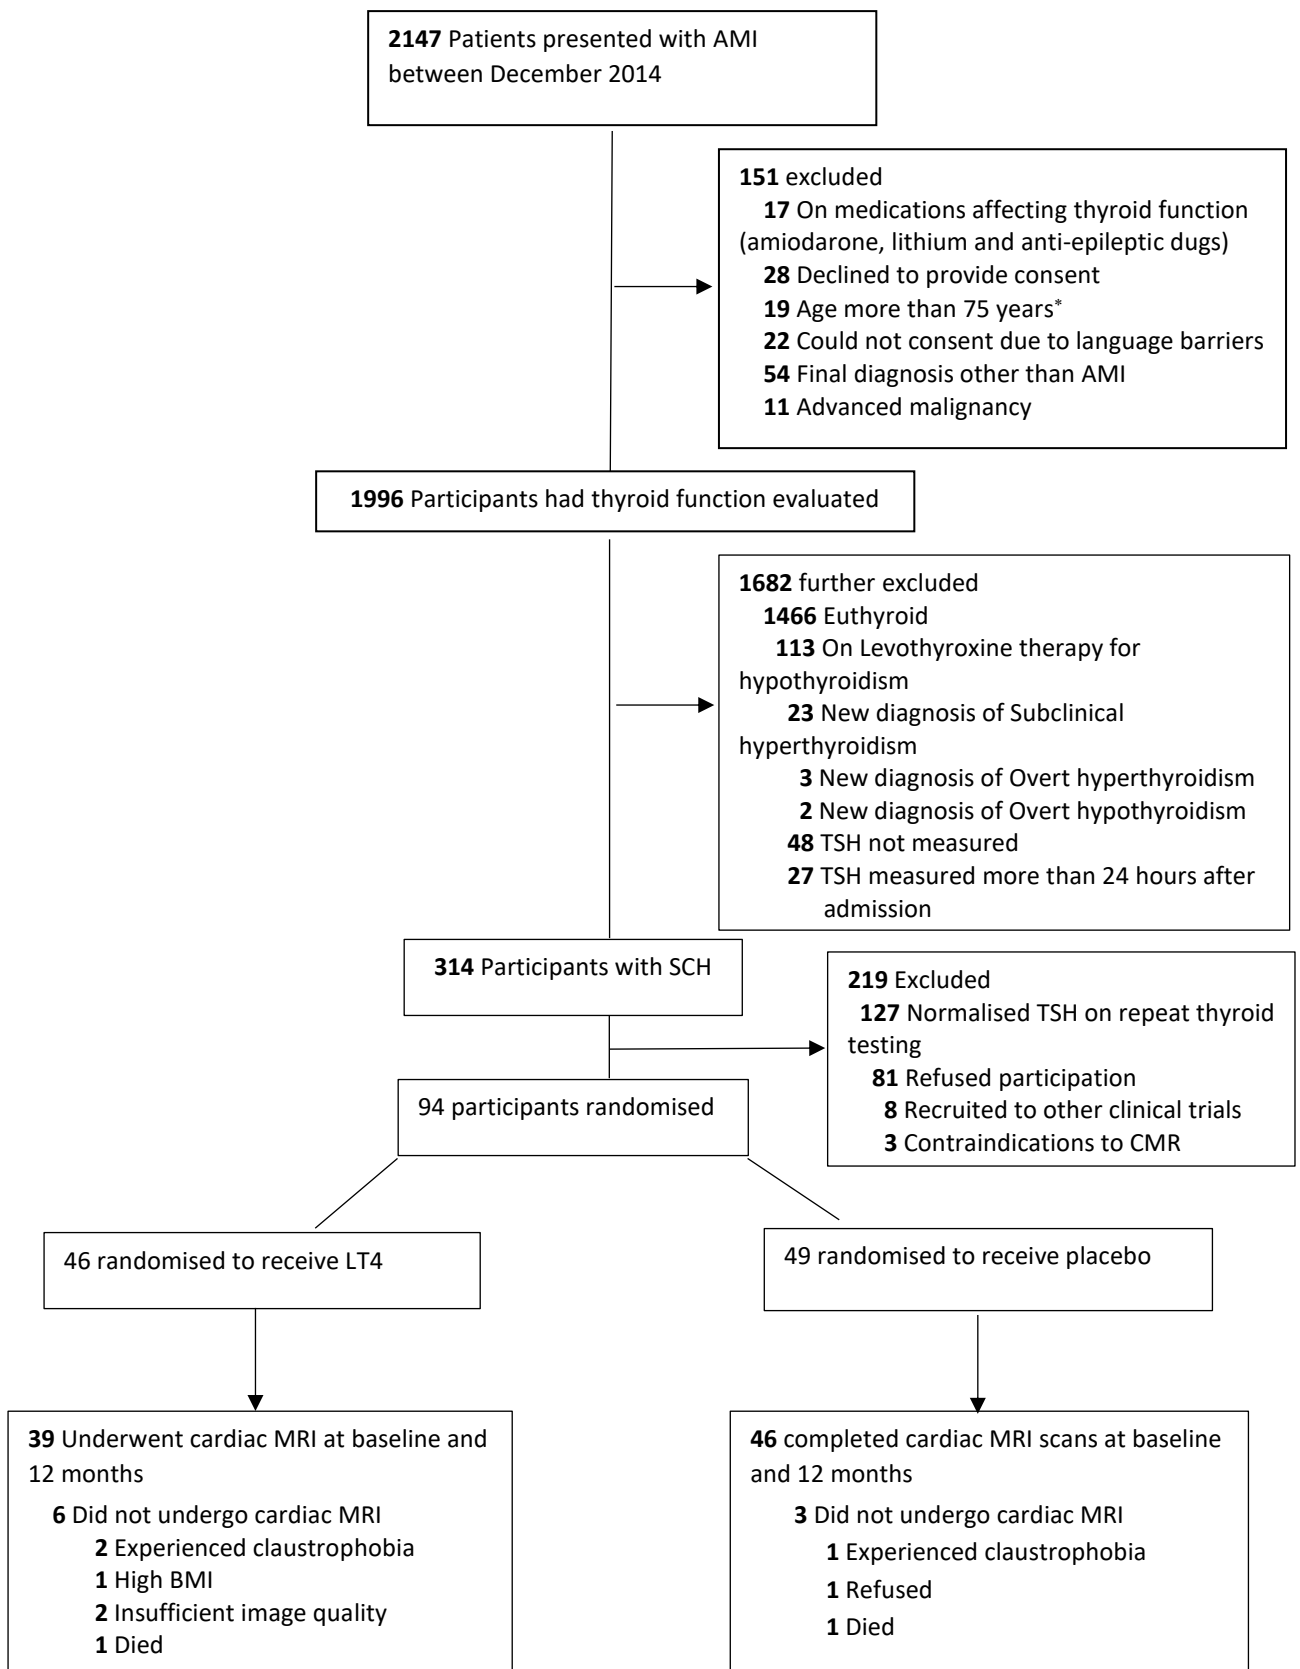 2147 Patients presented with AMI
between December 2014
151 excluded
17 On medications affecting thyroid function
(amiodarone, lithium and anti-epileptic dugs)
28 Declined to provide consent
19 Age more than 75 years*
22 Could not consent due to language barriers
54 Final diagnosis other than AMI
11 Advanced malignancy
1996 Participants had thyroid function evaluated
1682 further excluded
1466 Euthyroid
113 On Levothyroxine therapy for
hypothyroidism
23 New diagnosis of Subclinical
hyperthyroidism
3 New diagnosis of Overt hyperthyroidism
2 New diagnosis of Overt hypothyroidism
48 TSH not measured
27 TSH measured more than 24 hours after
admission
314 Participants with SCH
219 Excluded
127 Normalised TSH on repeat thyroid
testing
81 Refused participation
8 Recruited to other clinical trials
3 Contraindications to CMR
94 participants randomised
46 randomised to receive LT4
49 randomised to receive placebo
39 Underwent cardiac MRI at baseline and
12 months
6 Did not undergo cardiac MRI
2 Experienced claustrophobia
1 High BMI
2 Insufficient image quality
1 Died
46 completed cardiac MRI scans at baseline
and 12 months
3 Did not undergo cardiac MRI
1 Experienced claustrophobia
1 Refused
1 Died